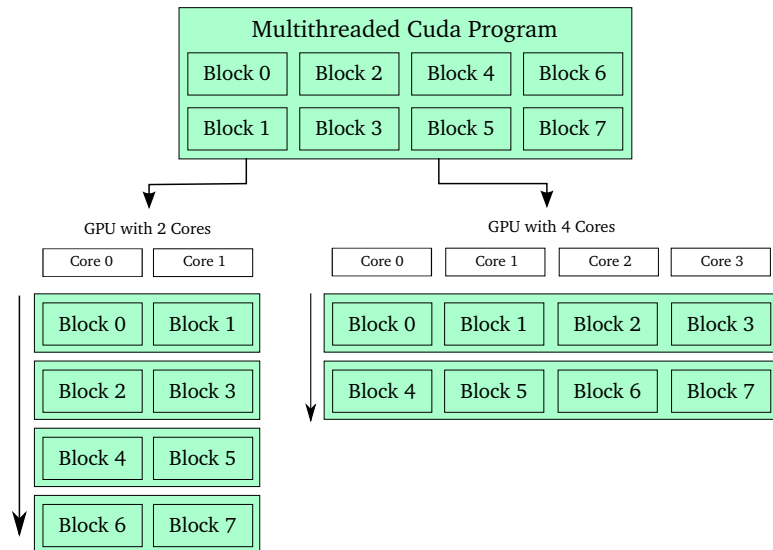 Multithreaded Cuda Program
Block 0 Block 2 Block 4 Block 6
Block 1 Block 3 Block 5 Block 7
GPU with 2 Cores
Core 0 Core 1
Block 0 Block 1
Block 2 Block 3
Block 4 Block 5
Block 6 Block 7
GPU with 4 Cores
Core 0 Core 1 Core 2 Core 3
Block 0 Block 1 Block 2 Block 3
Block 4 Block 5 Block 6 Block 7